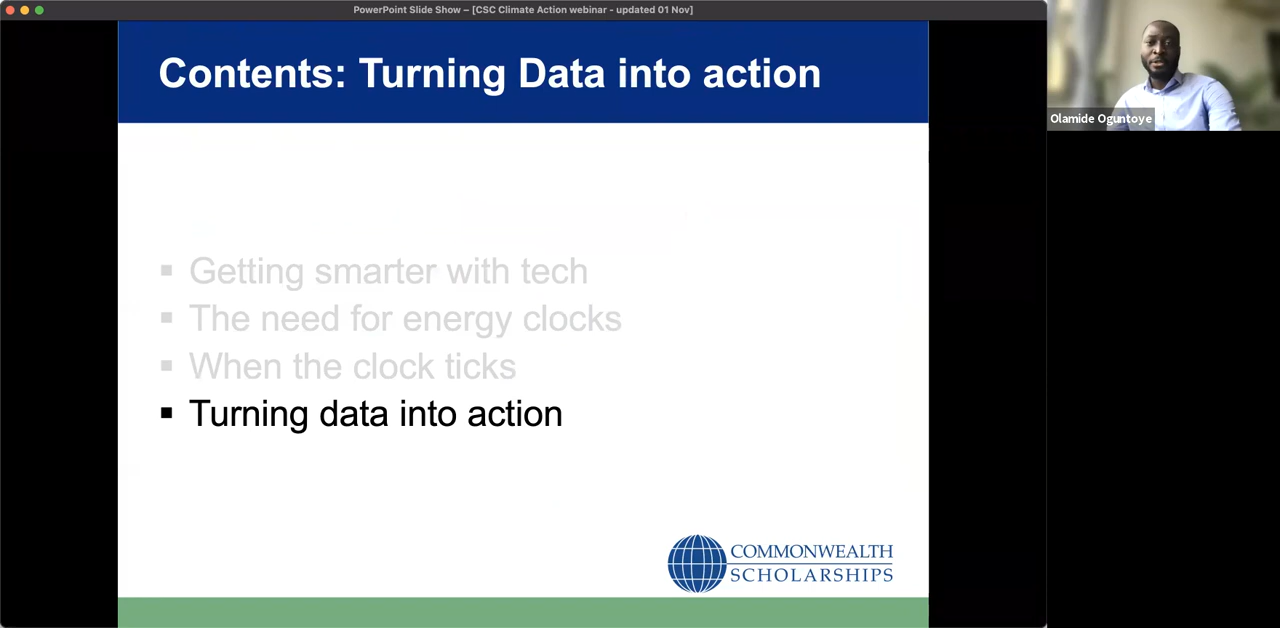 PowerPoint Slide Show – [CSC Climate Action webinar - updated 01 Nov]
Contents: Turning Data into action
Olamide Oguntoye
▪ Getting smarter with tech
▪ The need for energy clocks
▪ When the clock ticks
▪ Turning data into action
COMMONWEALTH
SCHOLARSHIPS